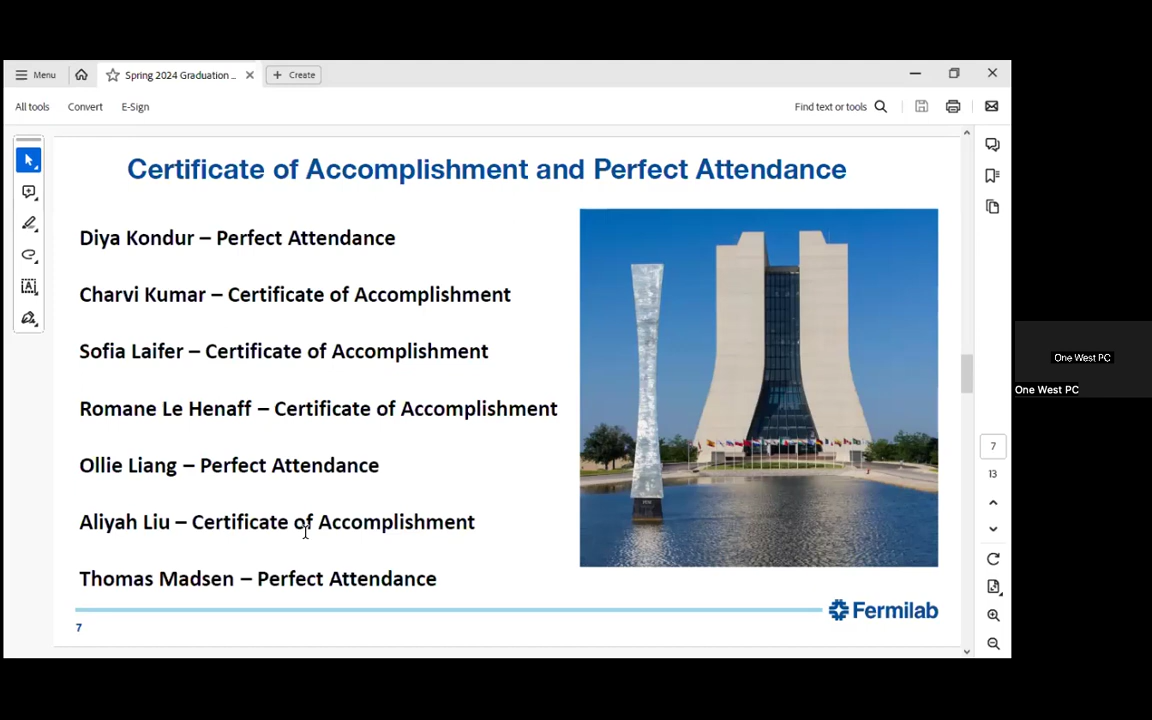 Menu
Spring 2024 Graduation ...
Create
All tools
Convert
E-Sign
Find text or tools
Certificate of Accomplishment and Perfect Attendance
Diya Kondur – Perfect Attendance
Charvi Kumar – Certificate of Accomplishment
Sofia Laifer – Certificate of Accomplishment
Romane Le Henaff – Certificate of Accomplishment
Ollie Liang – Perfect Attendance
Aliyah Liu – Certificate of Accomplishment
Thomas Madsen – Perfect Attendance
Fermilab
7
7
13
One West PC
One West PC